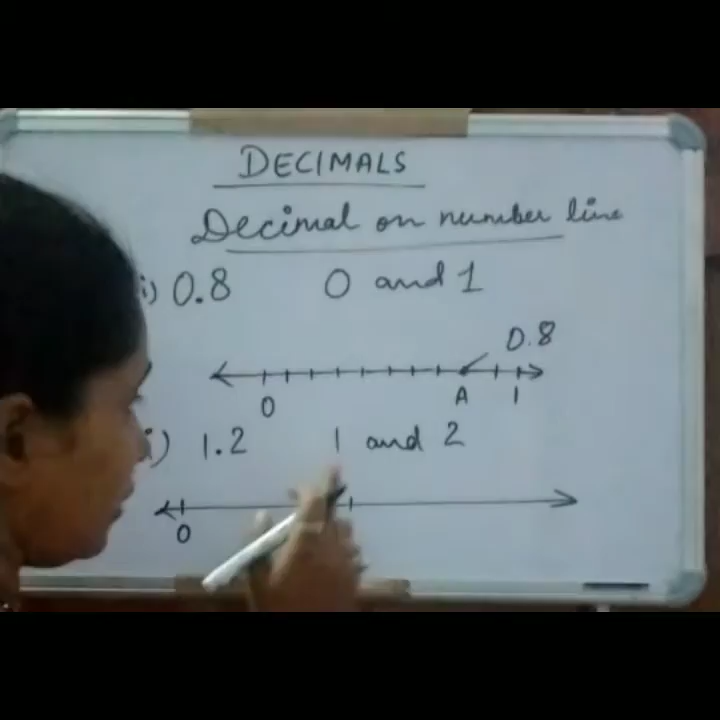 DECIMALS
Decimal on number line
i) 0.8 0 and 1
0.8
0 A 1
i) 1.2 1 and 2
0